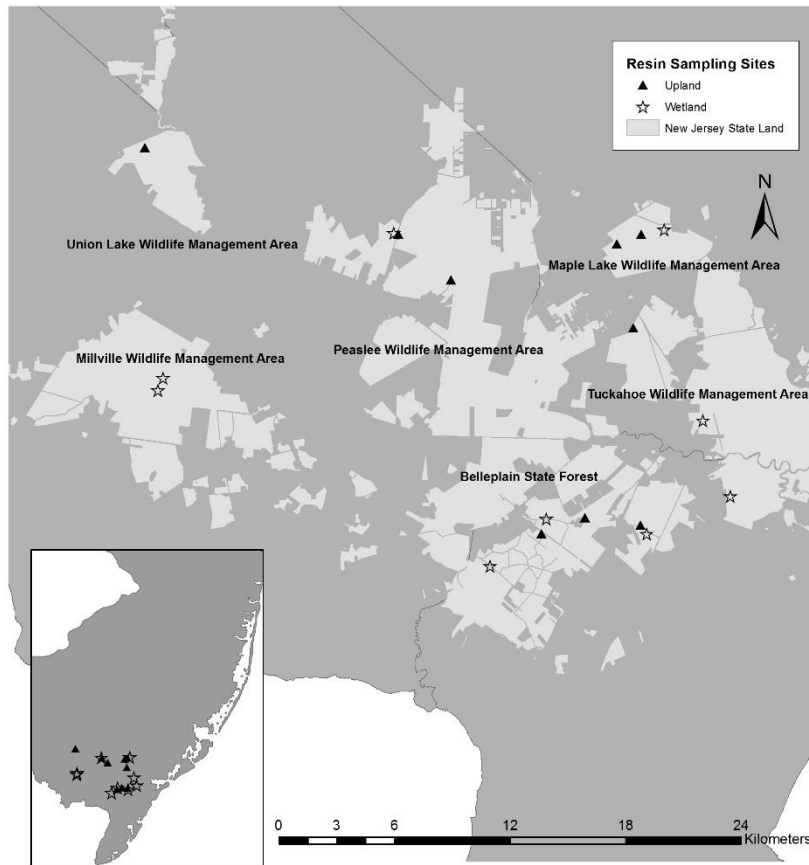 Resin Sampling Sites
Upland
Wetland
New Jersey State Land
N
Union Lake Wildlife Management Area
Maple Lake Wildlife Management Area
Millville Wildlife Management Area
Peaslee Wildlife Management Area
Tuckahoe Wildlife Management Area
Belleplain State Forest
0 3 6 12 18 24
Kilometers